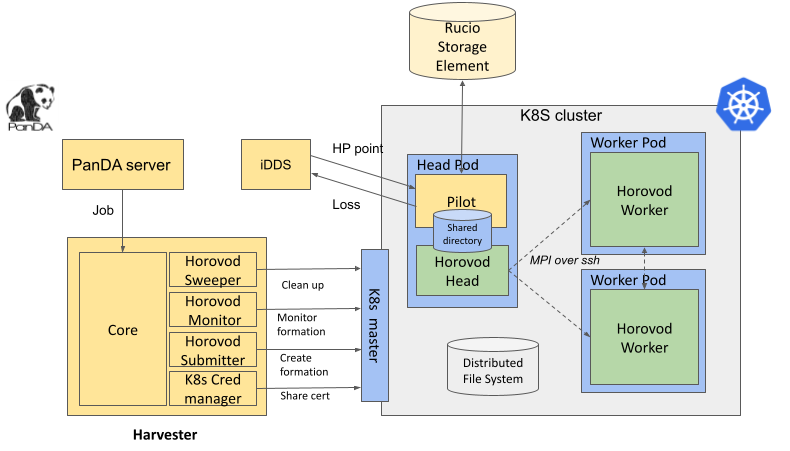 Rucio
Storage
Element
PanDA
K8S cluster
PanDA server
iDDS
HP point
Loss
Job
Head Pod
Pilot
Shared
directory
Horovod
Head
Worker Pod
Horovod
Worker
MPI over ssh
Worker Pod
Horovod
Worker
Core
Horovod
Sweeper
Horovod
Monitor
Horovod
Submitter
K8s Cred
manager
Clean up
Monitor
formation
Create
formation
Share cert
K8s master
Distributed
File System
Harvester